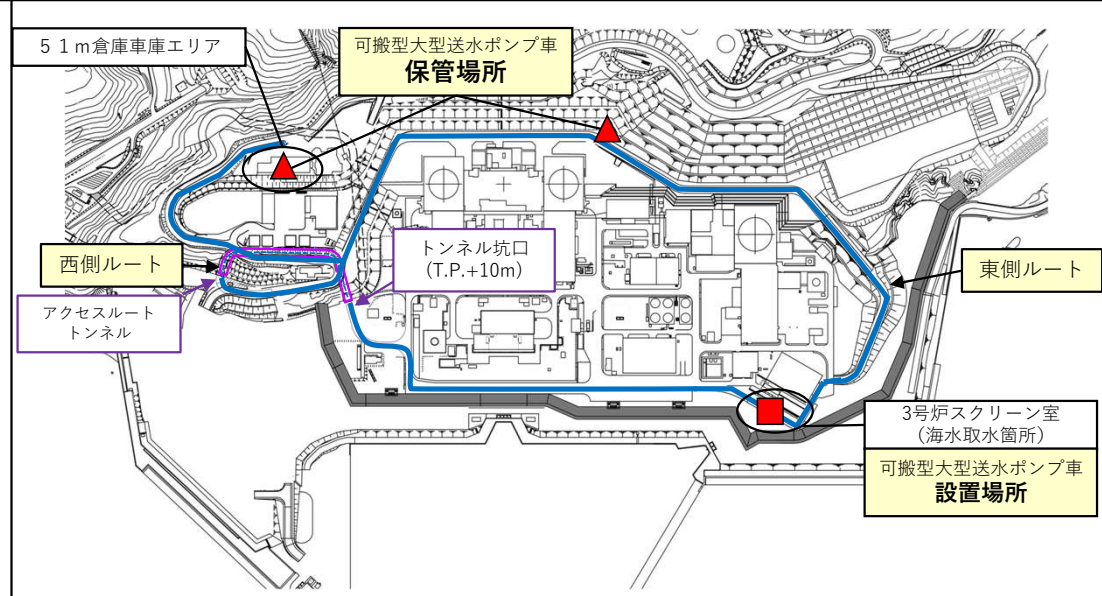 ５１ｍ倉庫車庫エリア
可搬型大型送水ポンプ車
保管場所
西側ルート
アクセスルート
トンネル
トンネル坑口
(T.P.+10m)
東側ルート
3号炉スクリーン室
(海水取水箇所)
可搬型大型送水ポンプ車
設置場所